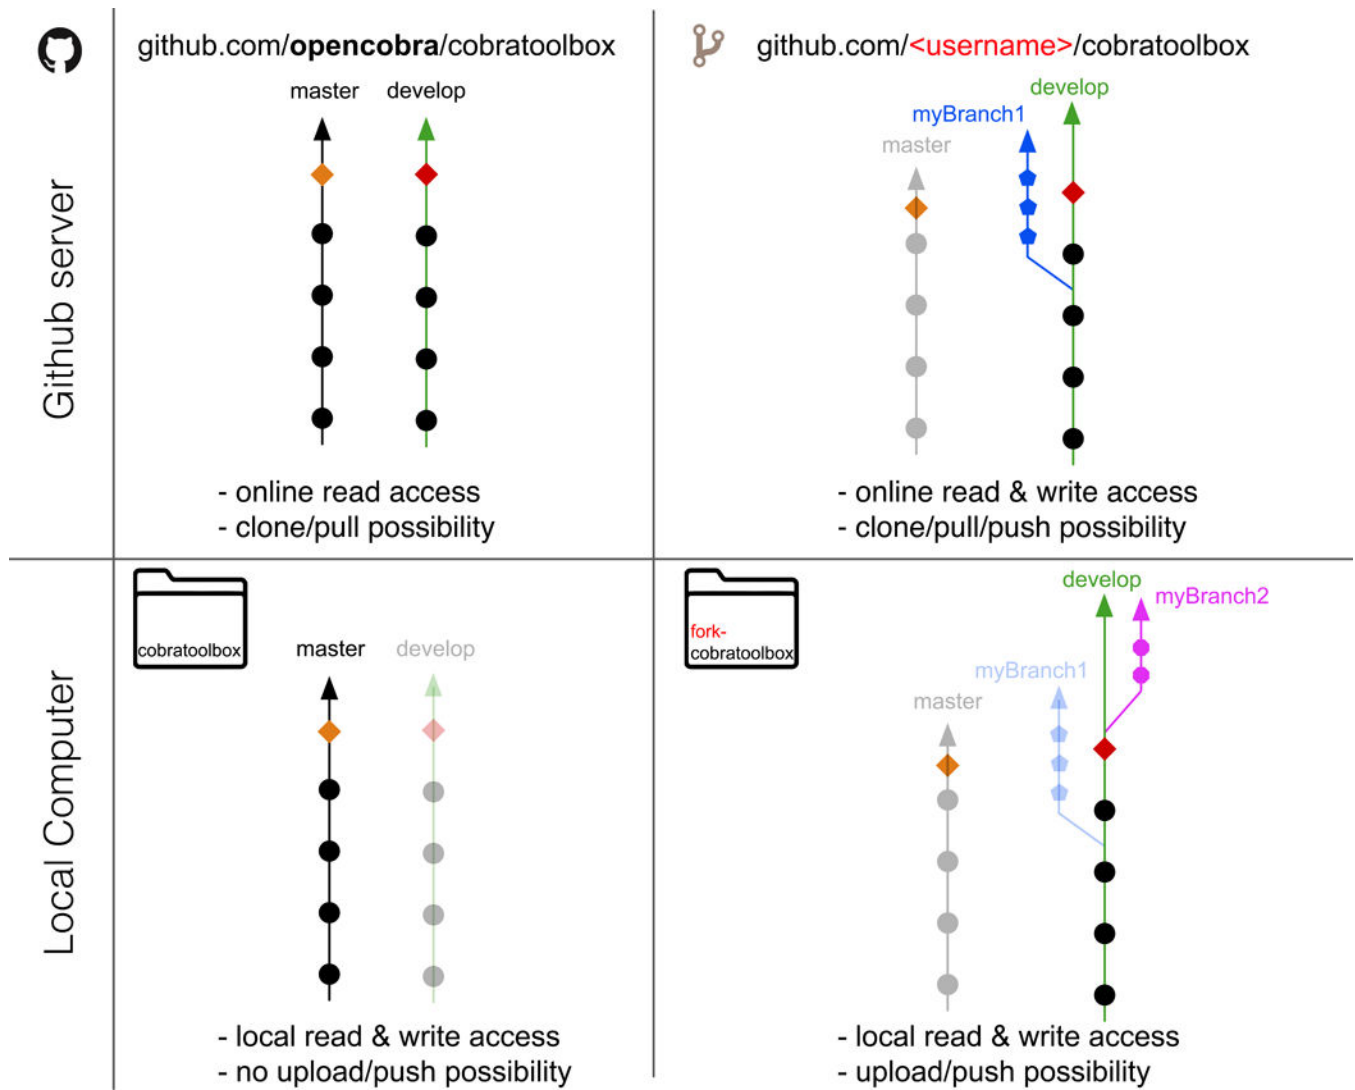 github.com/opencobra/cobratoolbox
github.com/<username>/cobratoolbox
Github server
master
develop
myBranch1
master
develop
- online read access
- clone/pull possibility
- online read & write access
- clone/pull/push possibility
Local Computer
cobratoolbox
master
develop
fork-
cobratoolbox
develop
myBranch2
myBranch1
master
- local read & write access
- no upload/push possibility
- local read & write access
- upload/push possibility